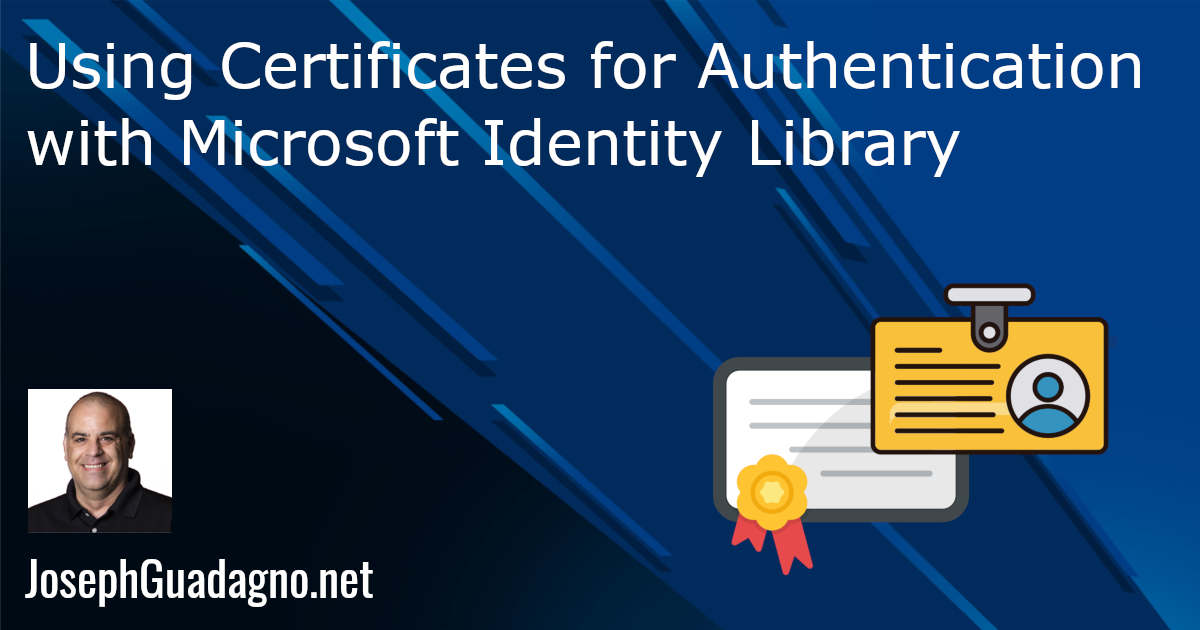 Using Certificates for Authentication
with Microsoft Identity Library
JosephGuadagno.net